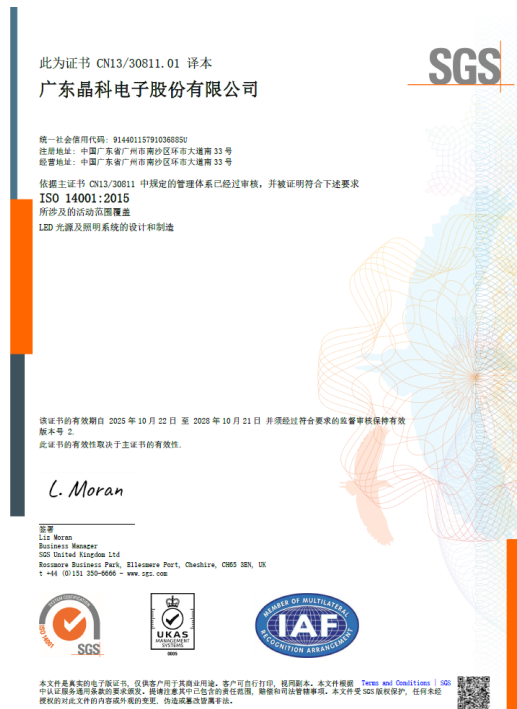 SGS
此为证书 CN13/30811.01 译本
广东晶科电子股份有限公司
统一社会信用代码: 91440115791036885U
注册地址: 中国广东省广州市南沙区环市大道南 33 号
经营地址: 中国广东省广州市南沙区环市大道南 33 号
依据主证书 CN13/30811 中规定的管理体系已经过审核，并被证明符合下述要求
ISO 14001:2015
所涉及的活动范围覆盖
LED 光源及照明系统的设计和制造
该证书的有效期自 2025 年 10 月 22 日 至 2028 年 10 月 21 日 并须经过符合要求的监督审核保持有效
版本号 2.
此证书的有效性取决于主证书的有效性.
L. Moran
签署
Liz Moran
Business Manager
SGS United Kingdom Ltd
Rossmore Business Park, Ellesmere Port, Cheshire, CH65 3EN, UK
t +44 (0)151 350-6666 - www.sgs.com
SYSTEM CERTIFICATION
ISO 14001
SGS
UKAS
MANAGEMENT
SYSTEMS
0005
MEMBER OF MULTILATERAL
IAF
RECOGNITION ARRANGEMENT
本文件是真实的电子版证书，仅供客户用于其商业用途。客户可自行打印，视同副本。本文件根据 Terms and Conditions | SGS
中认证服务通用条款的要求颁发。提请注意其中已包含的责任范围，赔偿和司法管辖事项。本文件受 SGS 版权保护，任何未经
授权的对此文件的内容或外观的变更，伪造或篡改皆属非法。